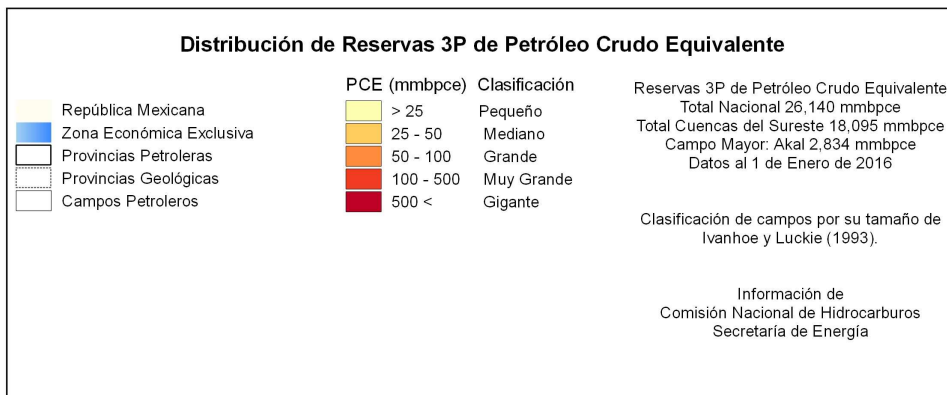 Distribución de Reservas 3P de Petróleo Crudo Equivalente
República Mexicana
Zona Económica Exclusiva
Provincias Petroleras
Provincias Geológicas
Campos Petroleros
PCE (mmbpce) Clasificación
> 25 Pequeño
25 - 50 Mediano
50 - 100 Grande
100 - 500 Muy Grande
500 < Gigante
Reservas 3P de Petróleo Crudo Equivalente
Total Nacional 26,140 mmbpce
Total Cuencas del Sureste 18,095 mmbpce
Campo Mayor: Akal 2,834 mmbpce
Datos al 1 de Enero de 2016
Clasificación de campos por su tamaño de
Ivanhoe y Luckie (1993).
Información de
Comisión Nacional de Hidrocarburos
Secretaría de Energía